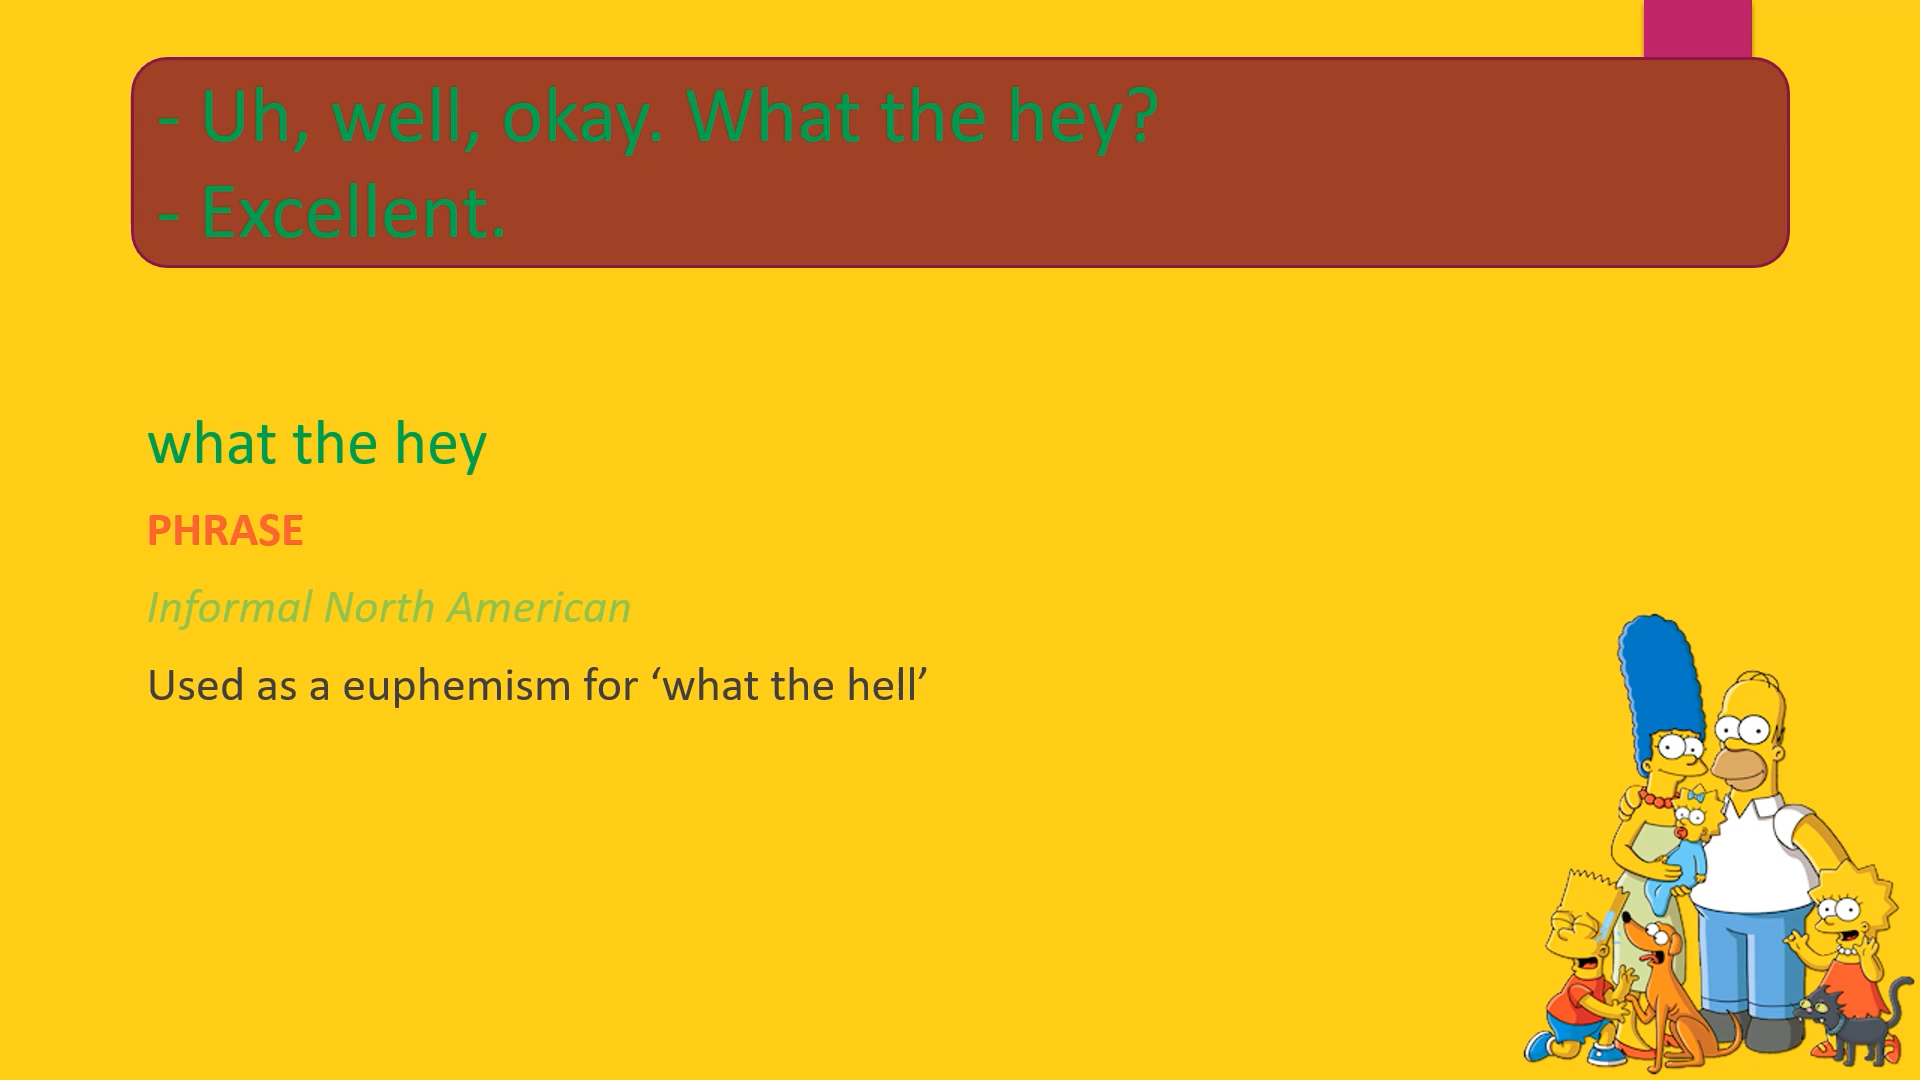 - Uh, well, okay. What the hey?
- Excellent.
what the hey
PHRASE
Informal North American
Used as a euphemism for ‘what the hell’